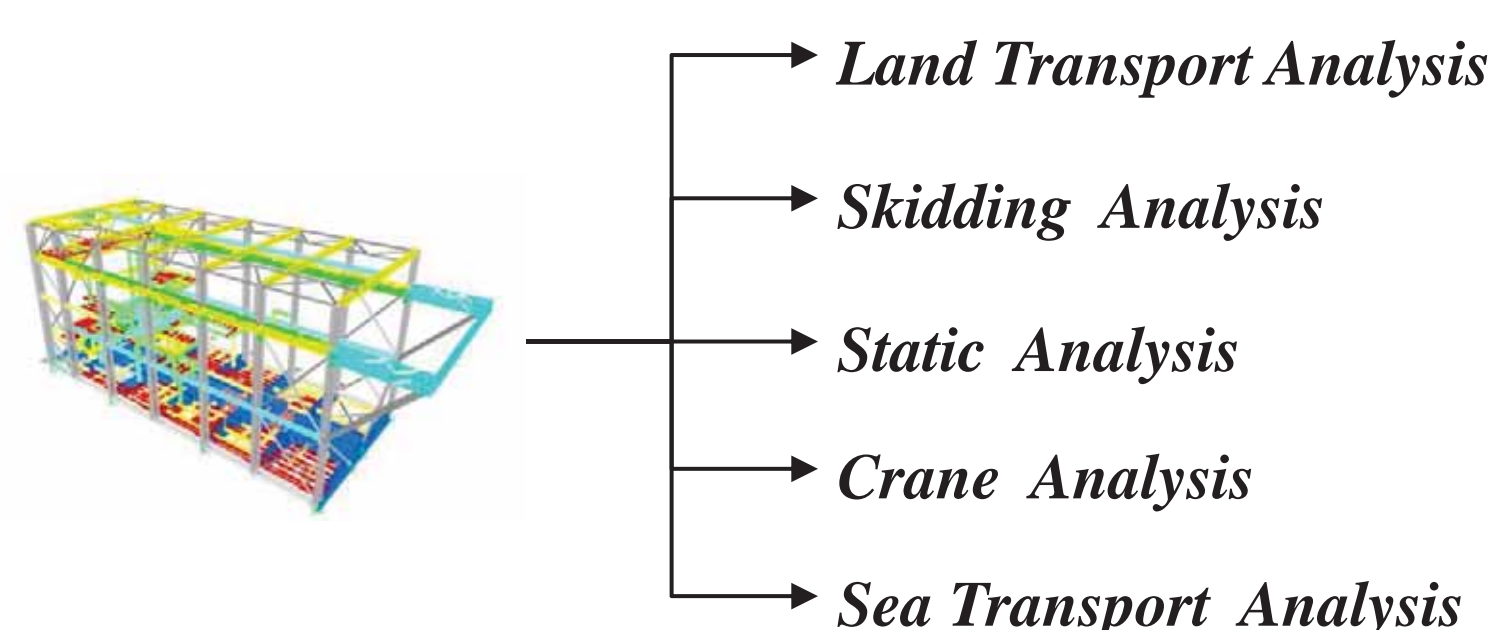 Land Transport Analysis
Skidding Analysis
Static Analysis
Crane Analysis
Sea Transport Analysis